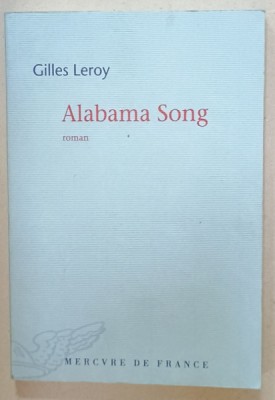 Gilles Leroy
Alabama Song
roman
MERCVRE DE FRANCE